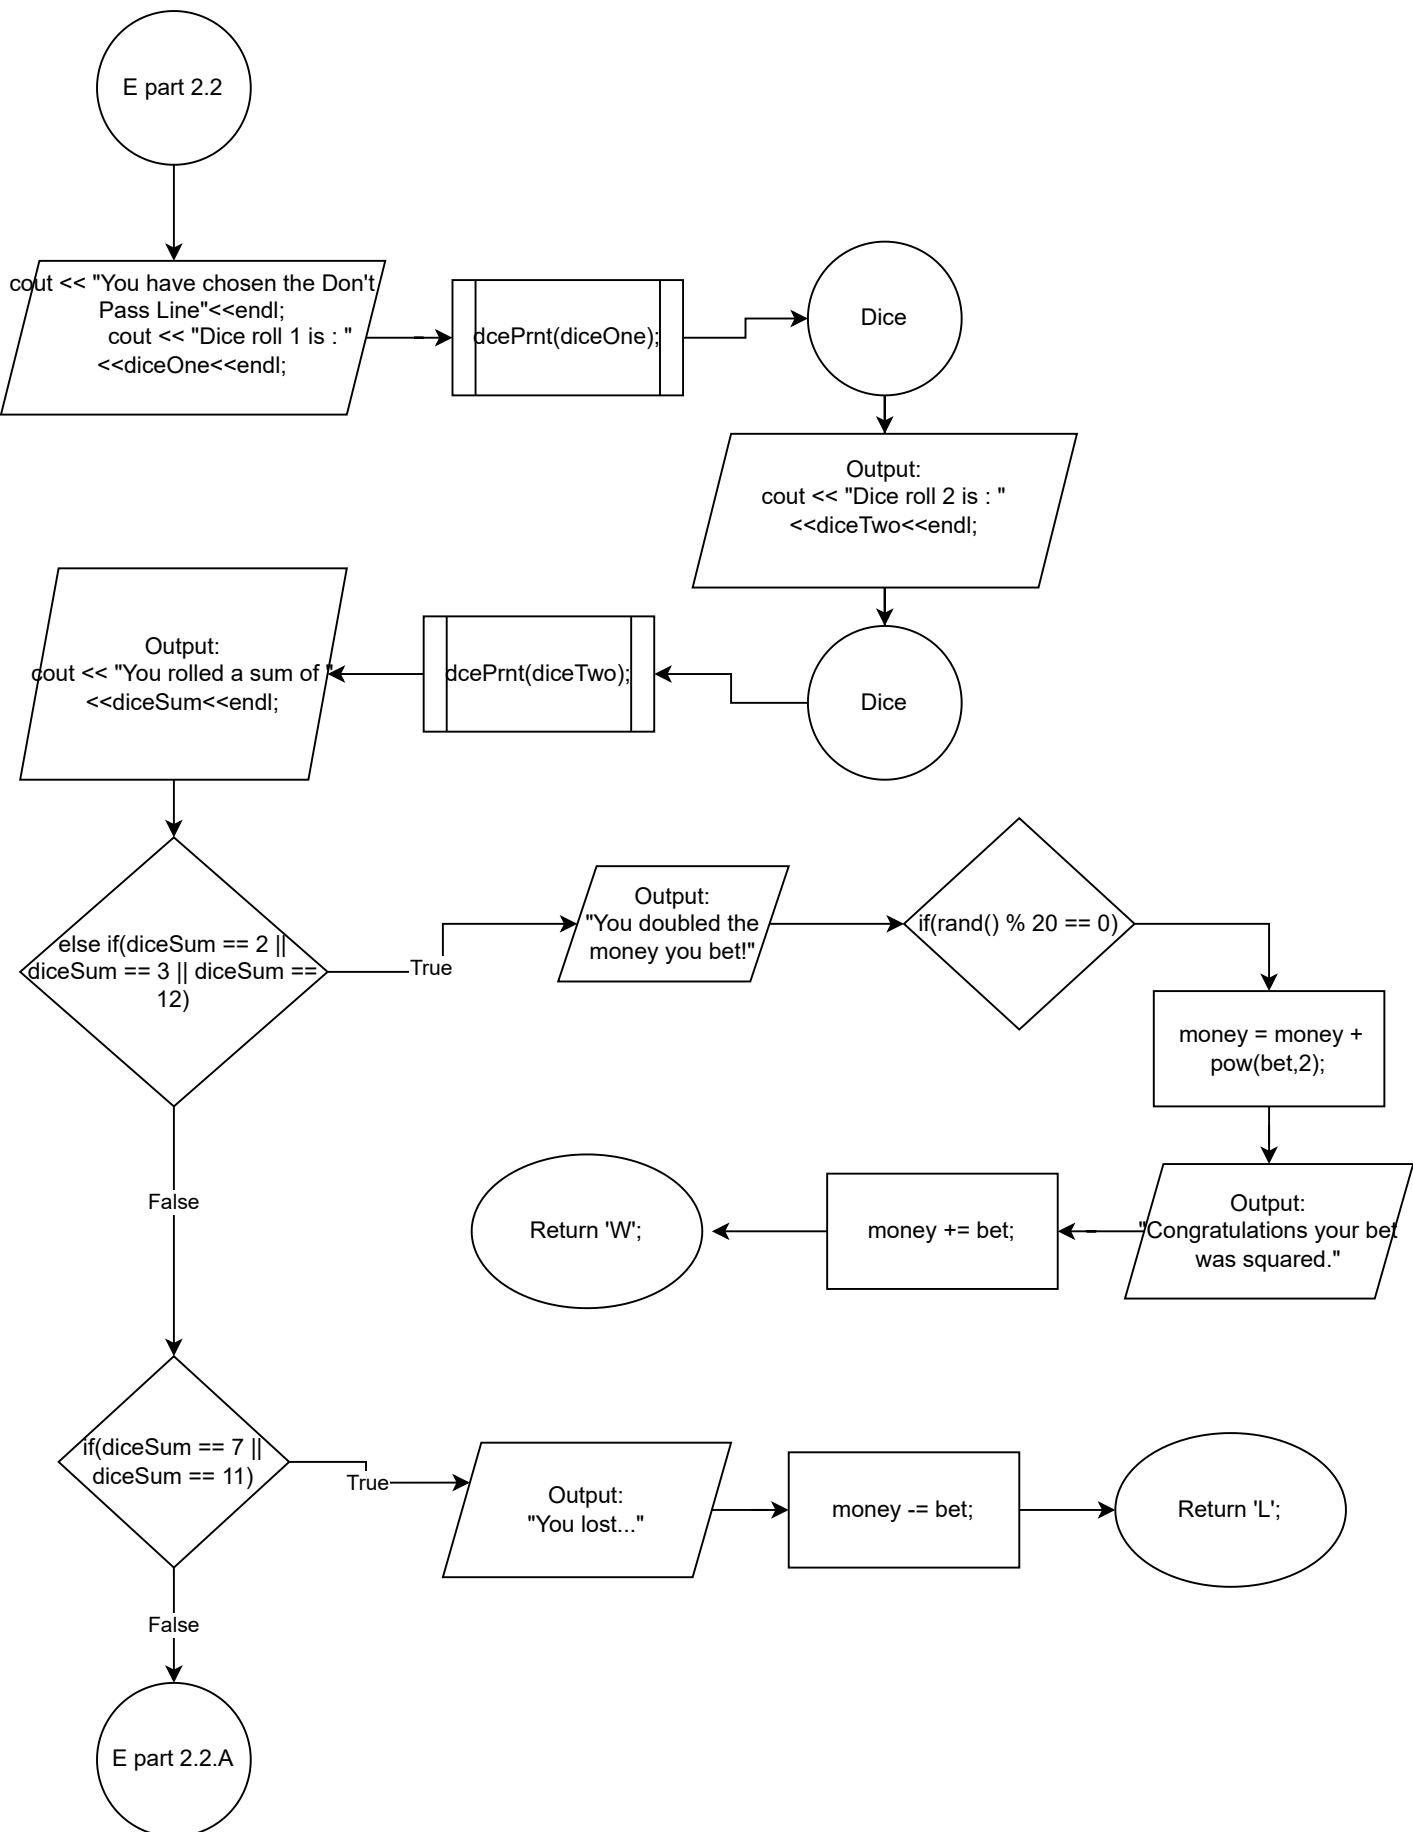 E part 2.2
cout << "You have chosen the Don't
Pass Line"<<endl;
cout << "Dice roll 1 is : "
<<diceOne<<endl;
dcePrnt(diceOne);
Dice
Output:
cout << "Dice roll 2 is : "
<<diceTwo<<endl;
Dice
dcePrnt(diceTwo);
Output:
cout << "You rolled a sum of "
<<diceSum<<endl;
else if(diceSum == 2 ||
diceSum == 3 || diceSum ==
12)
True
Output:
"You doubled the
money you bet!"
if(rand() % 20 == 0)
money = money +
pow(bet,2);
Output:
"Congratulations your bet
was squared."
money += bet;
Return 'W';
False
if(diceSum == 7 ||
diceSum == 11)
True
Output:
"You lost..."
money -= bet;
Return 'L';
False
E part 2.2.A